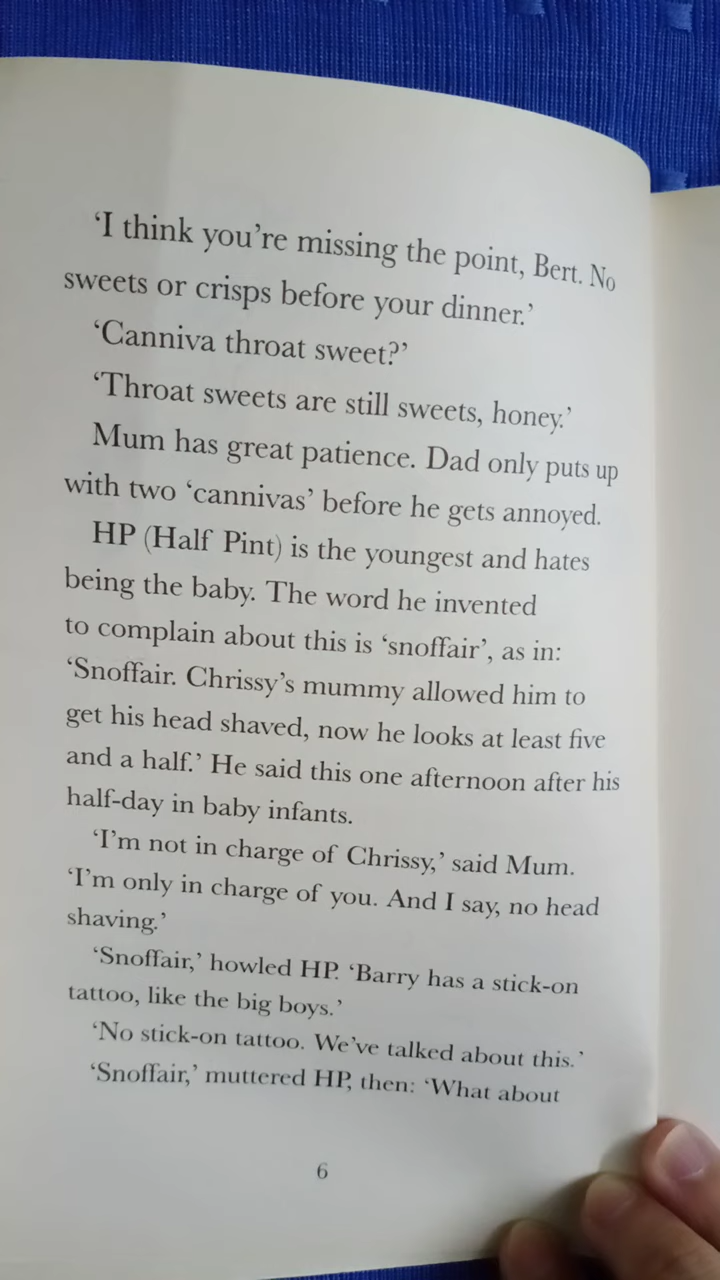 ‘I think you’re missing the point, Bert. No
sweets or crisps before your dinner.’
‘Canniva throat sweet?’
‘Throat sweets are still sweets, honey.’
Mum has great patience. Dad only puts up
with two ‘cannivas’ before he gets annoyed.
HP (Half Pint) is the youngest and hates
being the baby. The word he invented
to complain about this is ‘snoffair’, as in:
‘Snoffair. Chrissy’s mummy allowed him to
get his head shaved, now he looks at least five
and a half.’ He said this one afternoon after his
half-day in baby infants.
‘I’m not in charge of Chrissy,’ said Mum.
‘I’m only in charge of you. And I say, no head
shaving.’
‘Snoffair,’ howled HP. ‘Barry has a stick-on
tattoo, like the big boys.’
‘No stick-on tattoo. We’ve talked about this.’
‘Snoffair,’ muttered HP, then: ‘What about
6